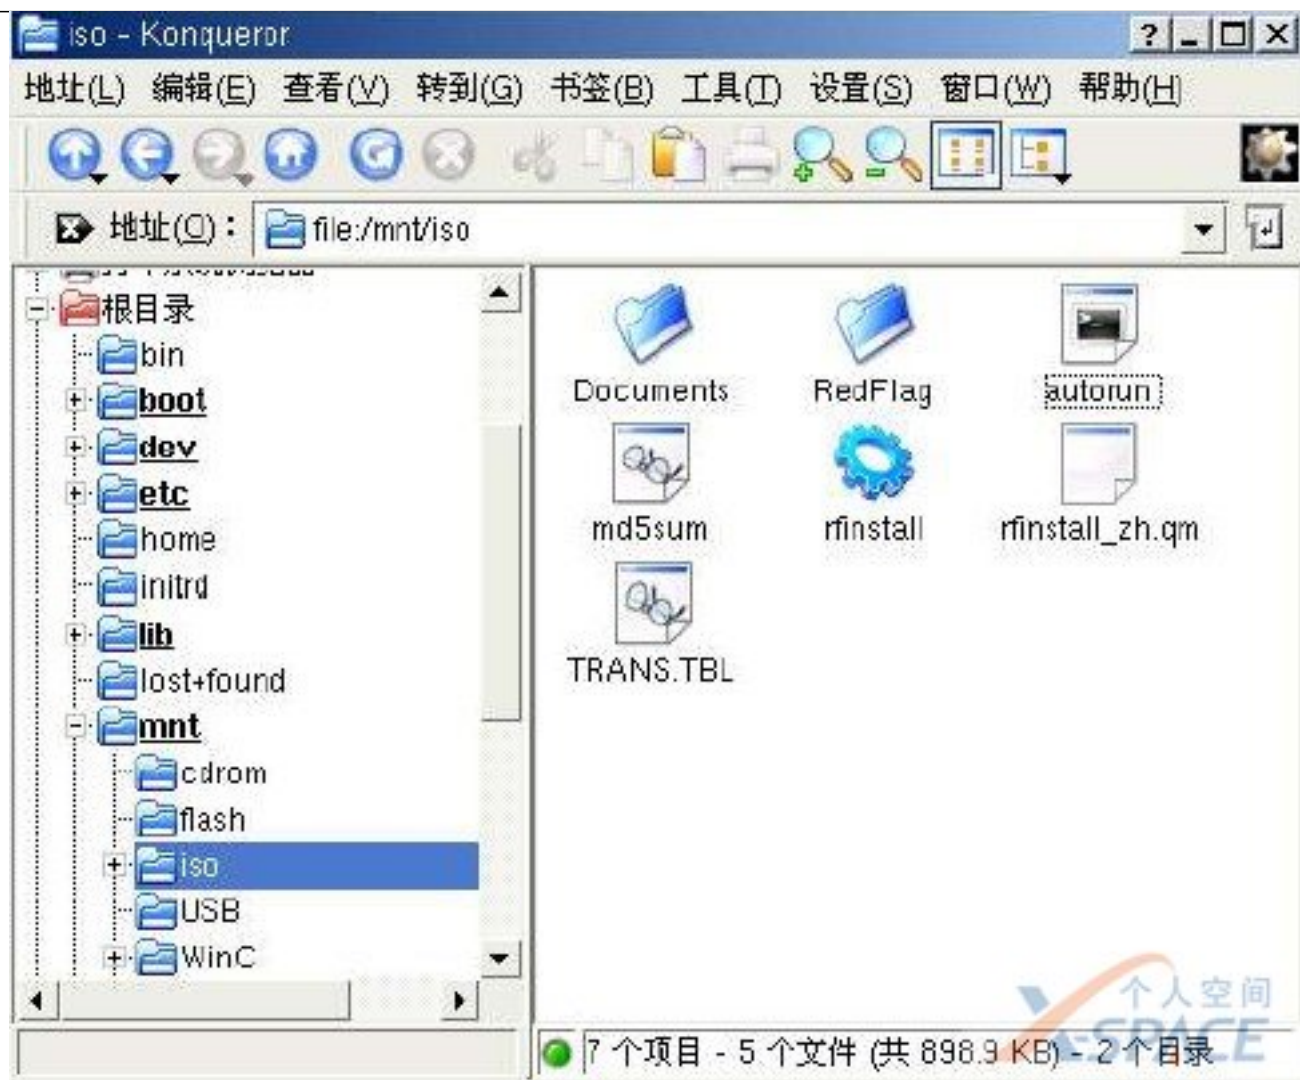 iso - Konqueror
地址(L) 编辑(E) 查看(V) 转到(G) 书签(B) 工具(T) 设置(S) 窗口(W) 帮助(H)
地址(O)： file:/mnt/iso
根目录
bin
boot
dev
etc
home
initrd
lib
lost+found
mnt
cdrom
flash
iso
USB
WinC
Documents RedFlag autorun
md5sum rfinstall rfinstall_zh.qm
TRANS.TBL
个人空间
X-SPACE
7 个项目 - 5 个文件 (共 898.9 KB) - 2 个目录